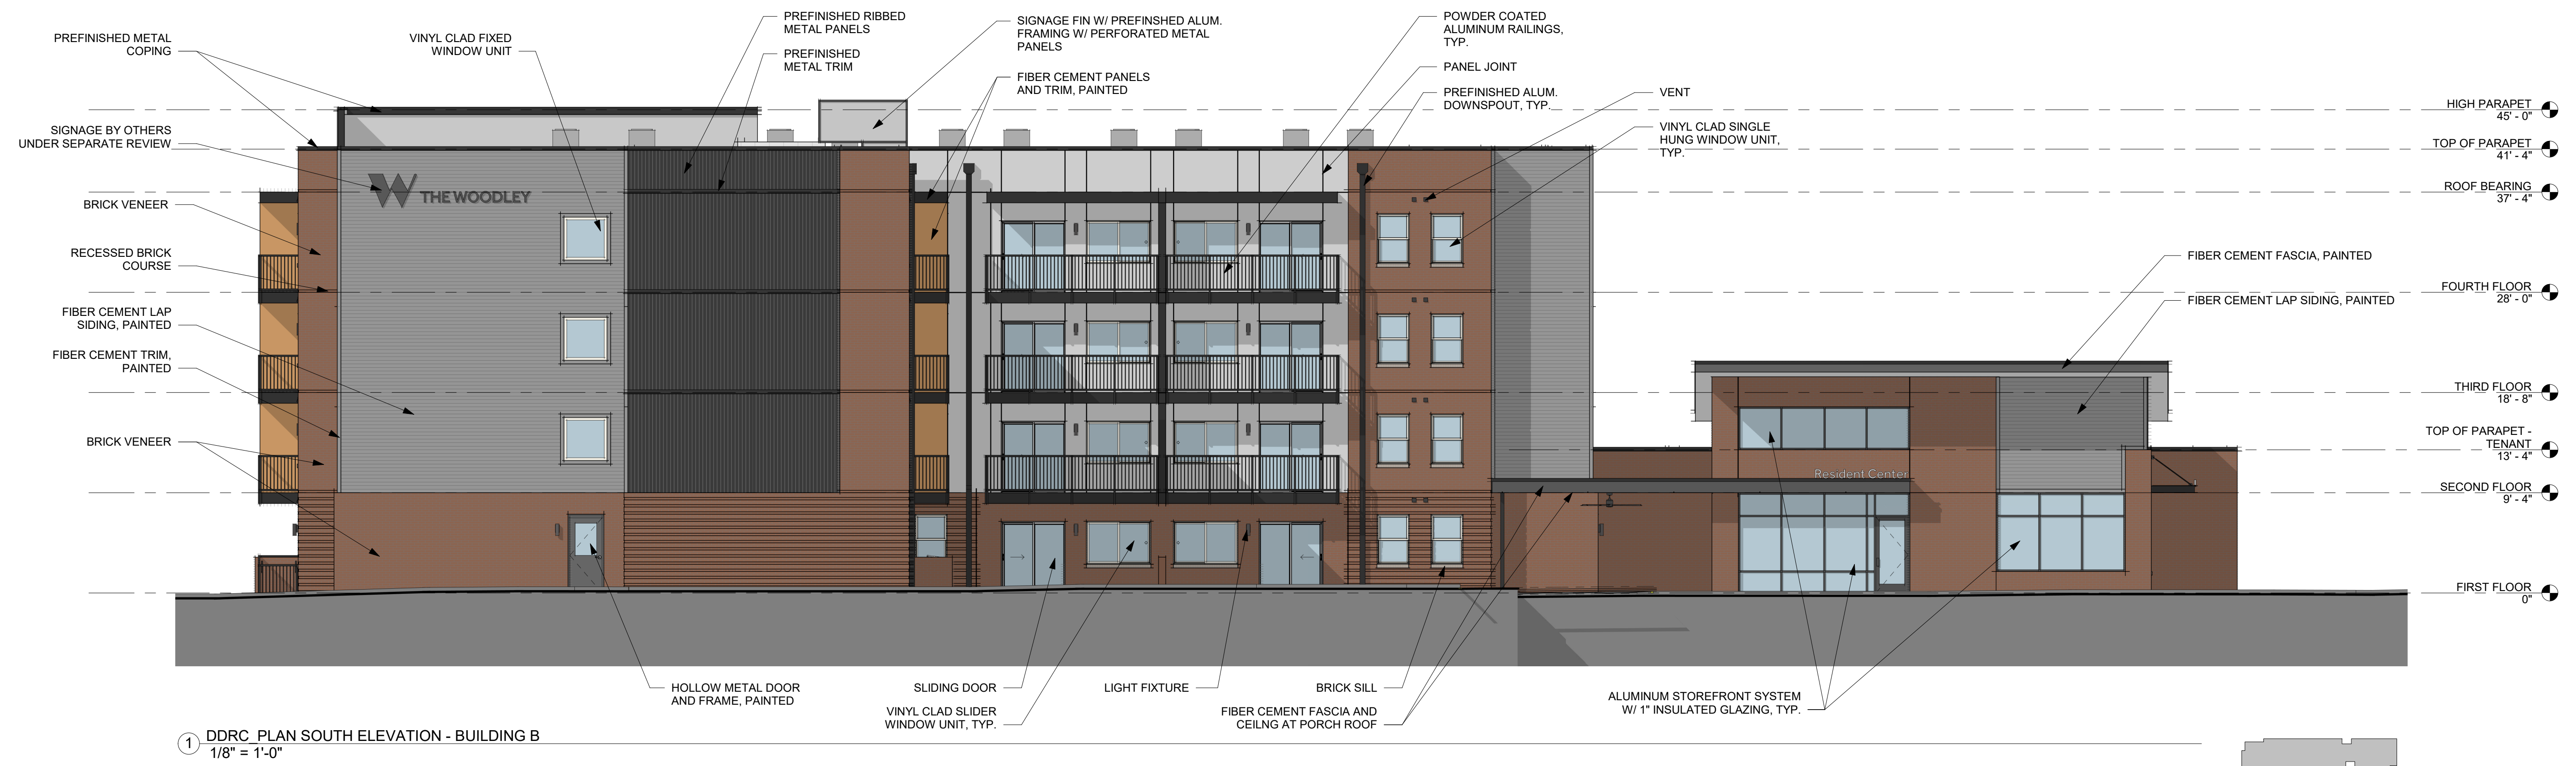 PREFINISHED METAL
COPING
VINYL CLAD FIXED
WINDOW UNIT
PREFINISHED RIBBED
METAL PANELS
PREFINISHED
METAL TRIM
SIGNAGE FIN W/ PREFINSHED ALUM.
FRAMING W/ PERFORATED METAL
PANELS
FIBER CEMENT PANELS
AND TRIM, PAINTED
POWDER COATED
ALUMINUM RAILINGS,
TYP.
PANEL JOINT
PREFINISHED ALUM.
DOWNSPOUT, TYP.
VENT
VINYL CLAD SINGLE
HUNG WINDOW UNIT,
TYP.
SIGNAGE BY OTHERS
UNDER SEPARATE REVIEW
BRICK VENEER
RECESSED BRICK
COURSE
FIBER CEMENT LAP
SIDING, PAINTED
FIBER CEMENT TRIM,
PAINTED
BRICK VENEER
W THE WOODLEY
Resident Center
FIBER CEMENT FASCIA, PAINTED
FIBER CEMENT LAP SIDING, PAINTED
HIGH PARAPET
45' - 0"
TOP OF PARAPET
41' - 4"
ROOF BEARING
37' - 4"
FOURTH FLOOR
28' - 0"
THIRD FLOOR
18' - 8"
TOP OF PARAPET -
TENANT
13' - 4"
SECOND FLOOR
9' - 4"
FIRST FLOOR
0"
HOLLOW METAL DOOR
AND FRAME, PAINTED
SLIDING DOOR
VINYL CLAD SLIDER
WINDOW UNIT, TYP.
LIGHT FIXTURE
BRICK SILL
FIBER CEMENT FASCIA AND
CEILNG AT PORCH ROOF
ALUMINUM STOREFRONT SYSTEM
W/ 1" INSULATED GLAZING, TYP.
1 DDRC_PLAN SOUTH ELEVATION - BUILDING B
1/8" = 1'-0"